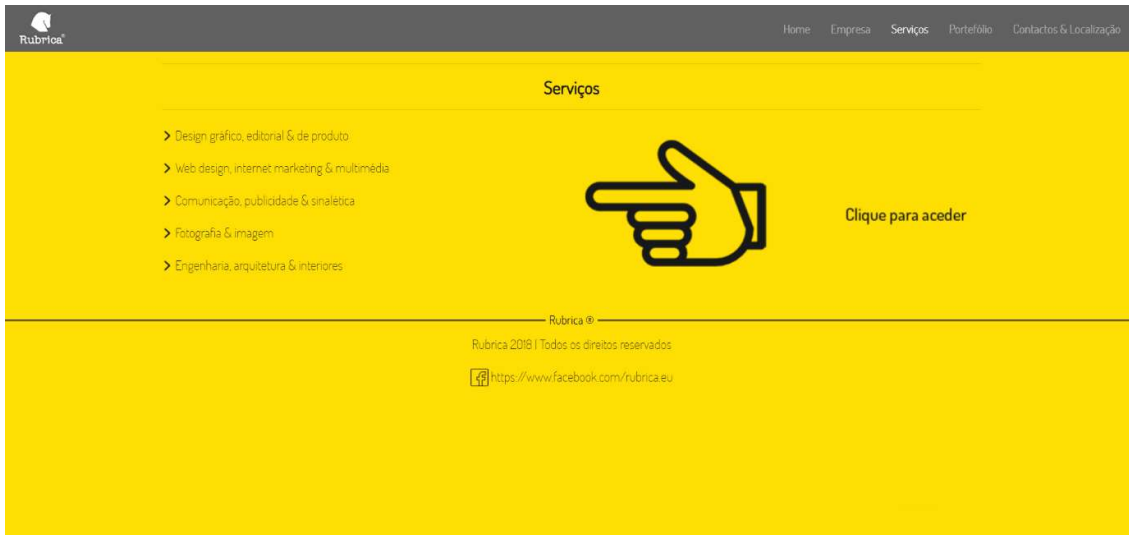 Rubrica®
Home Empresa Serviços Portefólio Contactos & Localização
Serviços
Design gráfico, editorial & de produto
Web design, internet marketing & multimédia
Comunicação, publicidade & sinalética
Fotografia & imagem
Engenharia, arquitetura & interiores
Clique para aceder
Rubrica ®
Rubrica 2018 | Todos os direitos reservados
https://www.facebook.com/rubrica.eu